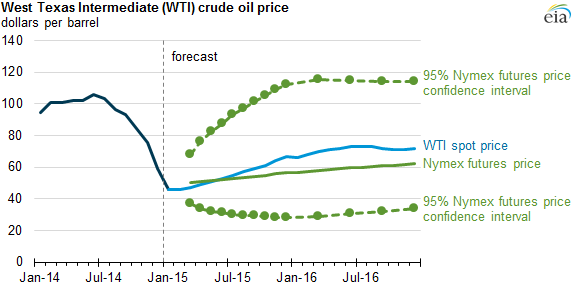 West Texas Intermediate (WTI) crude oil price
dollars per barrel
eia
140
120
100
80
60
40
20
0
forecast
95% Nymex futures price
confidence interval
WTI spot price
Nymex futures price
95% Nymex futures price
confidence interval
Jan-14 Jul-14 Jan-15 Jul-15 Jan-16 Jul-16